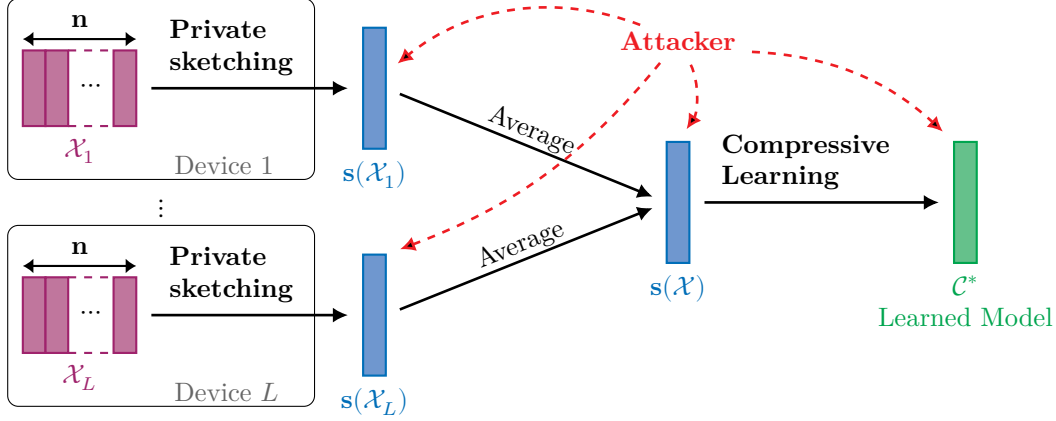 n
...
𝒳₁
Private
sketching
Device 1
s(𝒳₁)
Attacker
Average
⋮
n
...
𝒳_L
Private
sketching
Device L
s(𝒳_L)
Average
s(𝒳)
Compressive
Learning
𝒞*
Learned Model